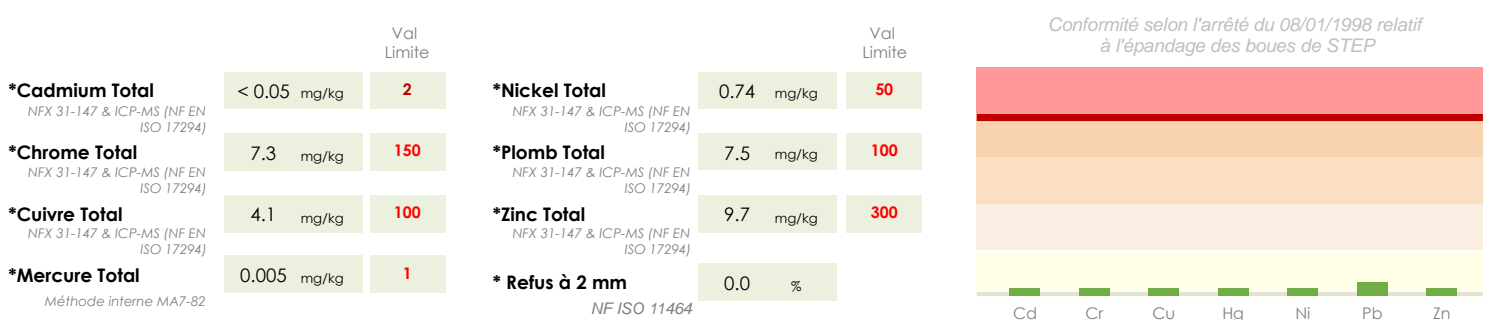 Conformité selon l'arrêté du 08/01/1998 relatif
à l'épandage des boues de STEP
Val
Limite
*Cadmium Total
< 0.05 mg/kg
2
NFX 31-147 & ICP-MS (NF EN
ISO 17294)
*Chrome Total
7.3 mg/kg
150
NFX 31-147 & ICP-MS (NF EN
ISO 17294)
*Cuivre Total
4.1 mg/kg
100
NFX 31-147 & ICP-MS (NF EN
ISO 17294)
*Mercure Total
0.005 mg/kg
1
Méthode interne MA7-82
Val
Limite
*Nickel Total
0.74 mg/kg
50
NFX 31-147 & ICP-MS (NF EN
ISO 17294)
*Plomb Total
7.5 mg/kg
100
NFX 31-147 & ICP-MS (NF EN
ISO 17294)
*Zinc Total
9.7 mg/kg
300
NFX 31-147 & ICP-MS (NF EN
ISO 17294)
* Refus à 2 mm
0.0 %
NF ISO 11464
Cd Cr Cu Hg Ni Pb Zn